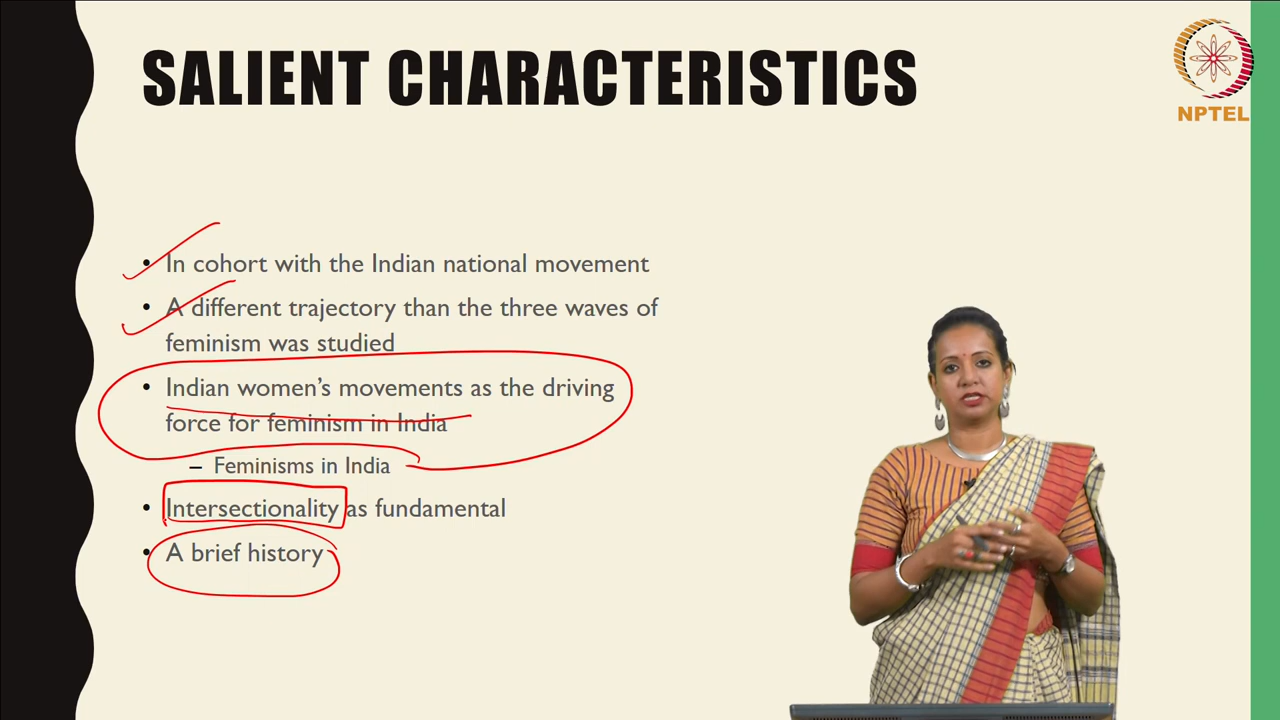 SALIENT CHARACTERISTICS
NPTEL
• In cohort with the Indian national movement
• A different trajectory than the three waves of
feminism was studied
• Indian women’s movements as the driving
force for feminism in India
– Feminisms in India
• Intersectionality as fundamental
• A brief history